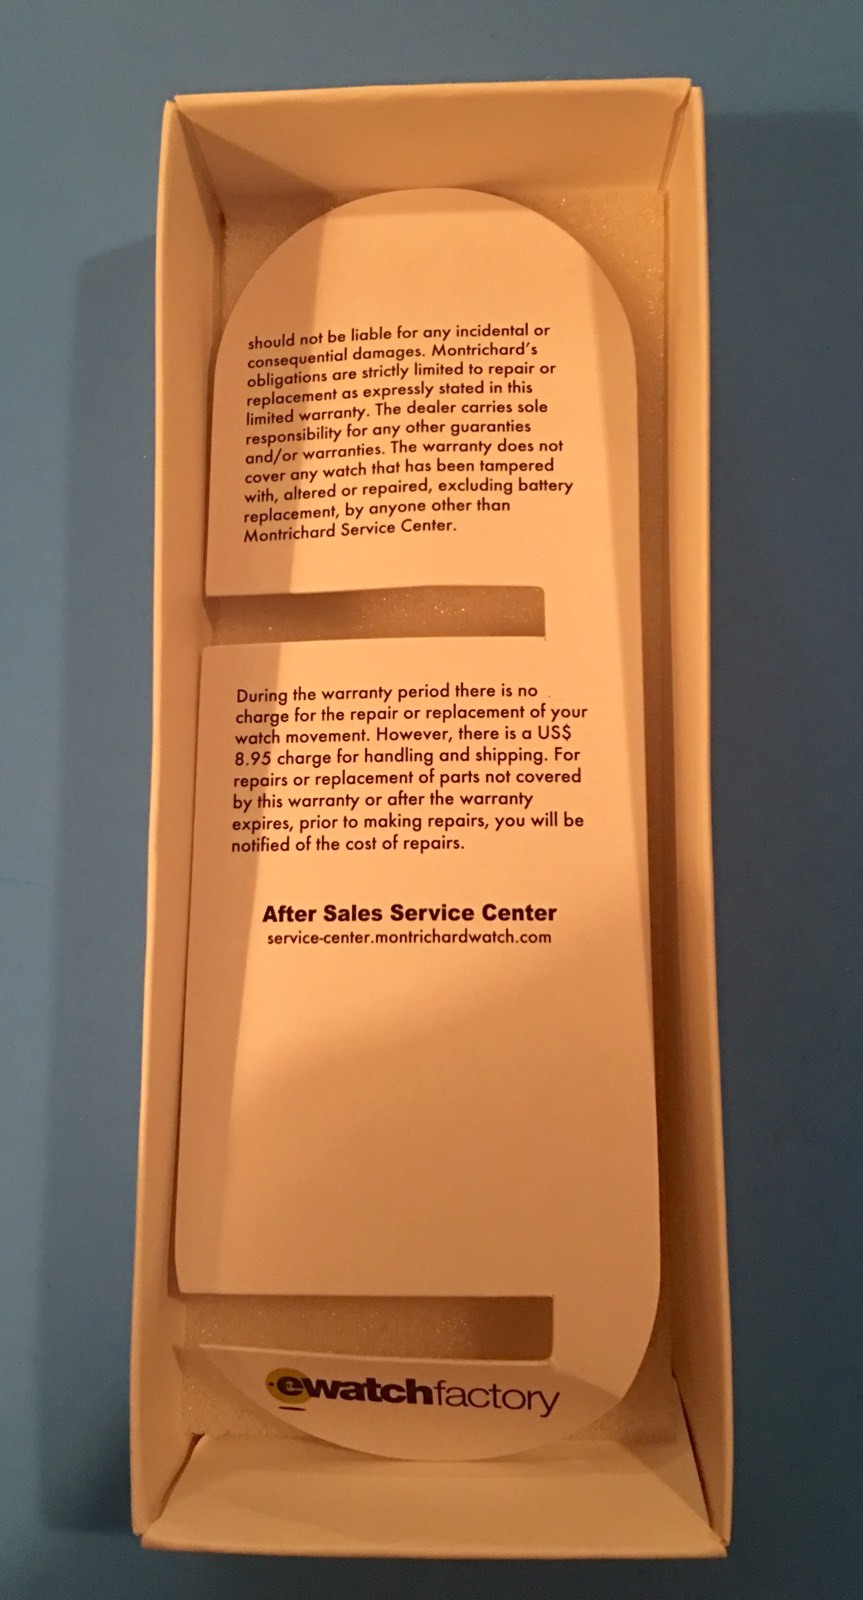 should not be liable for any incidental or
consequential damages. Montrichard's
obligations are strictly limited to repair or
replacement as expressly stated in this
limited warranty. The dealer carries sole
responsibility for any other guaranties
and/or warranties. The warranty does not
cover any watch that has been tampered
with, altered or repaired, excluding battery
replacement, by anyone other than
Montrichard Service Center.
During the warranty period there is no
charge for the repair or replacement of your
watch movement. However, there is a US$
8.95 charge for handling and shipping. For
repairs or replacement of parts not covered
by this warranty or after the warranty
expires, prior to making repairs, you will be
notified of the cost of repairs.
After Sales Service Center
service-center.montrichardwatch.com
ewatchfactory